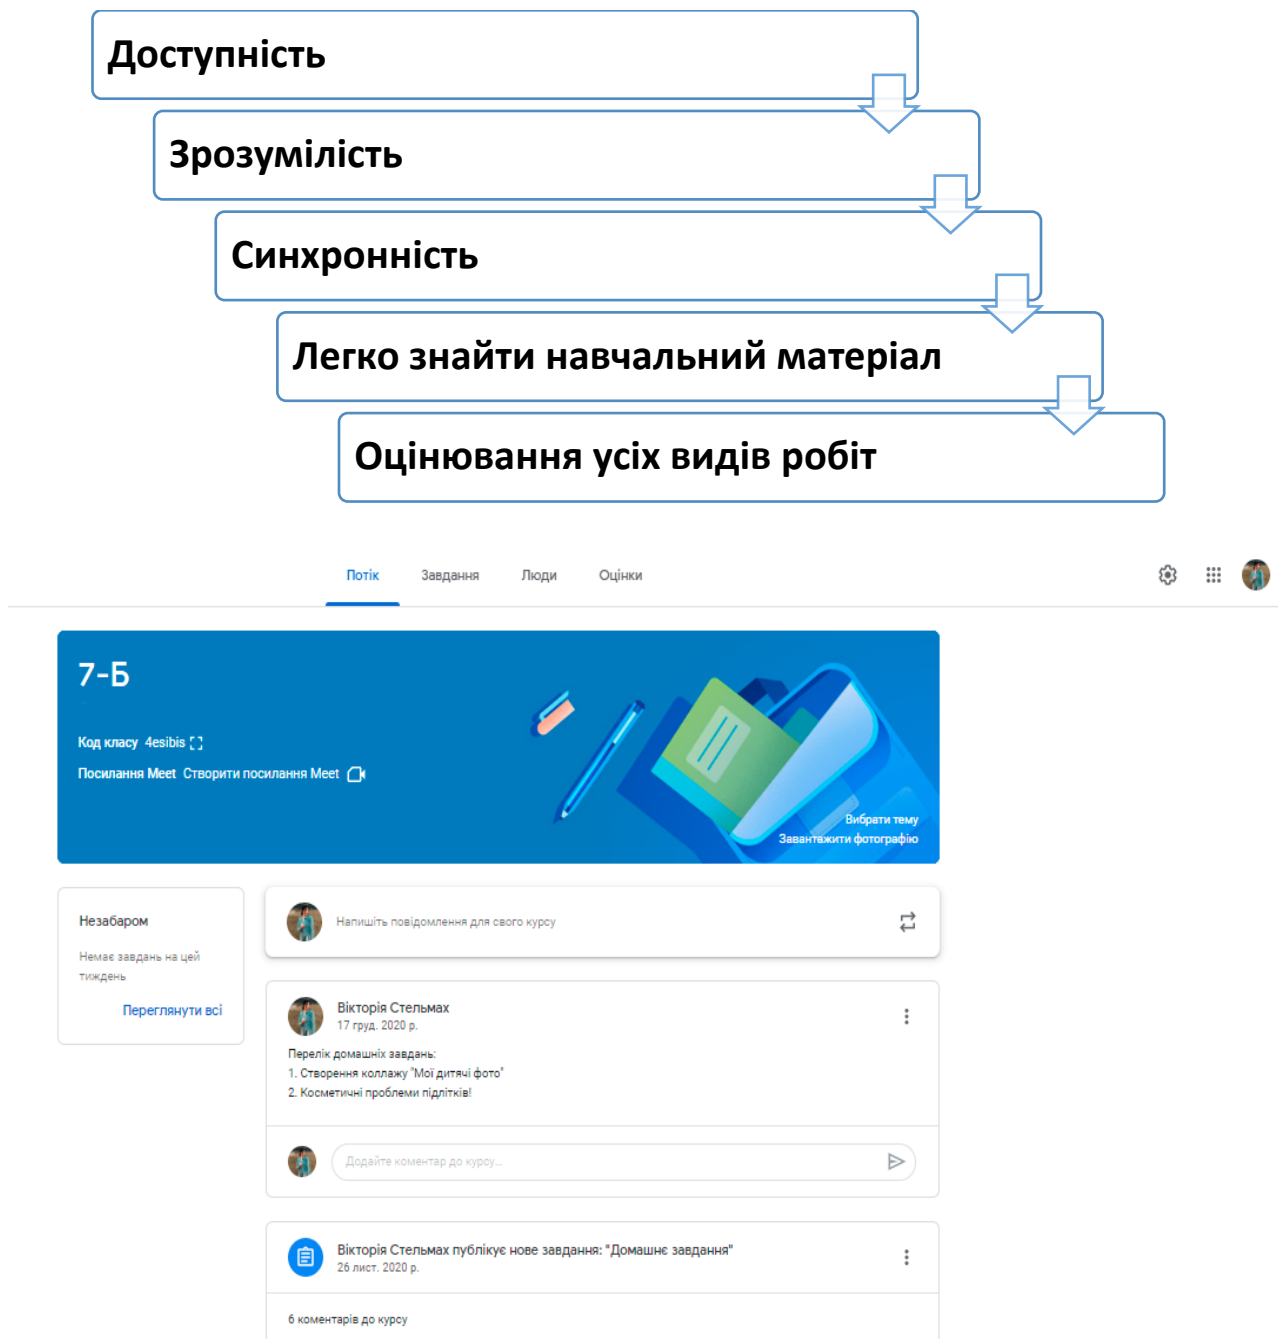 Доступність
Зрозумілість
Синхронність
Легко знайти навчальний матеріал
Оцінювання усіх видів робіт
Потік Завдання Люди Оцінки
7-Б
Код класу 4esibis
Посилання Meet Створити посилання Meet
Вибрати тему
Завантажити фотографію
Незабаром
Немає завдань на цей
тиждень
Переглянути всі
Напишіть повідомлення для свого курсу
Вікторія Стельмах
17 груд. 2020 р.
Перелік домашніх завдань:
1. Створення коллажу "Мої дитячі фото"
2. Косметичні проблеми підлітків!
Додайте коментар до курсу...
Вікторія Стельмах публікує нове завдання: "Домашнє завдання"
26 лист. 2020 р.
6 коментарів до курсу